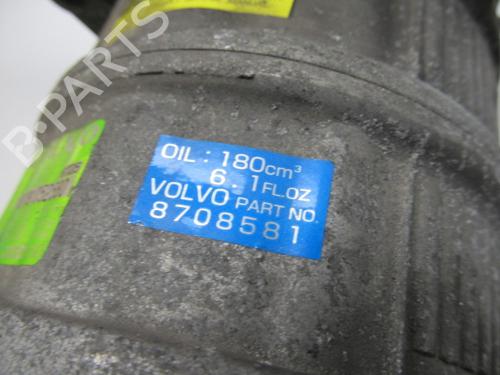 B-PARTS
OIL : 180cm³
6.1FL.OZ
VOLVO PART NO.
8708581